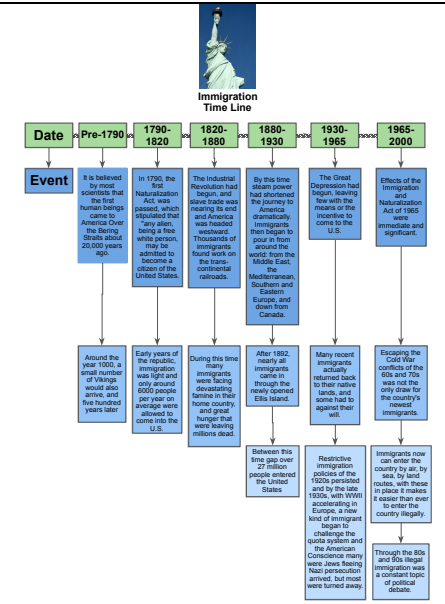 Immigration
Time Line
Date
Pre-1790
1790-
1820
1820-
1880
1880-
1930
1930-
1965
1965-
2000
Event
It is believed
by most
scientists that
the first
human beings
came to
America Over
the Bering
Straits about
20,000 years
ago.
In 1790, the
first
Naturalization
Act, was
passed, which
stipulated that
"any alien,
being a free
white person,
may be
admitted to
become a
citizen of the
United States.
The Industrial
Revolution had
begun, and
slave trade was
nearing its end
and America
was headed
westward.
Thousands of
immigrants
found work on
the trans-
continental
railroads.
By this time
steam power
had shortened
the journey to
America
dramatically.
Immigrants
then began to
pour in from
around the
world: from the
Middle East,
the
Mediterranean,
Southern and
Eastern
Europe, and
down from
Canada.
The Great
Depression had
begun, leaving
few with the
means or the
incentive to
come to the
U.S.
Effects of the
Immigration
and
Naturalization
Act of 1965
were
immediate and
significant.
Around the
year 1000, a
small number
of Vikings
would also
arrive, and
five hundred
years later
Early years of
the republic,
immigration
was light and
only around
6000 people
per year on
average were
allowed to
come into the
U.S.
During this time
many
immigrants
were facing
devastating
famine in their
home country,
and great
hunger that
were leaving
millions dead.
After 1892,
nearly all
immigrants
came in
through the
newly opened
Ellis Island.
Many recent
immigrants
actually
returned back
to their native
lands, and
some had to
against their
will.
Escaping the
Cold War
conflicts of the
60s and 70s
was not the
only draw for
the country's
newest
immigrants.
Between this
time gap over
27 million
people entered
the United
States
Restrictive
immigration
policies of the
1920s persisted
and by the late
1930s, with WWII
accelerating in
Europe, a new
kind of immigrant
began to
challenge the
quota system and
the American
Conscience many
were Jews fleeing
Nazi persecution
arrived, but most
were turned away.
Immigrants now
can enter the
country by air, by
sea, by land
routes, with these
in place it makes
it easier than ever
to enter the
country illegally.
Through the 80s
and 90s illegal
immigration was
a constant topic
of political
debate.